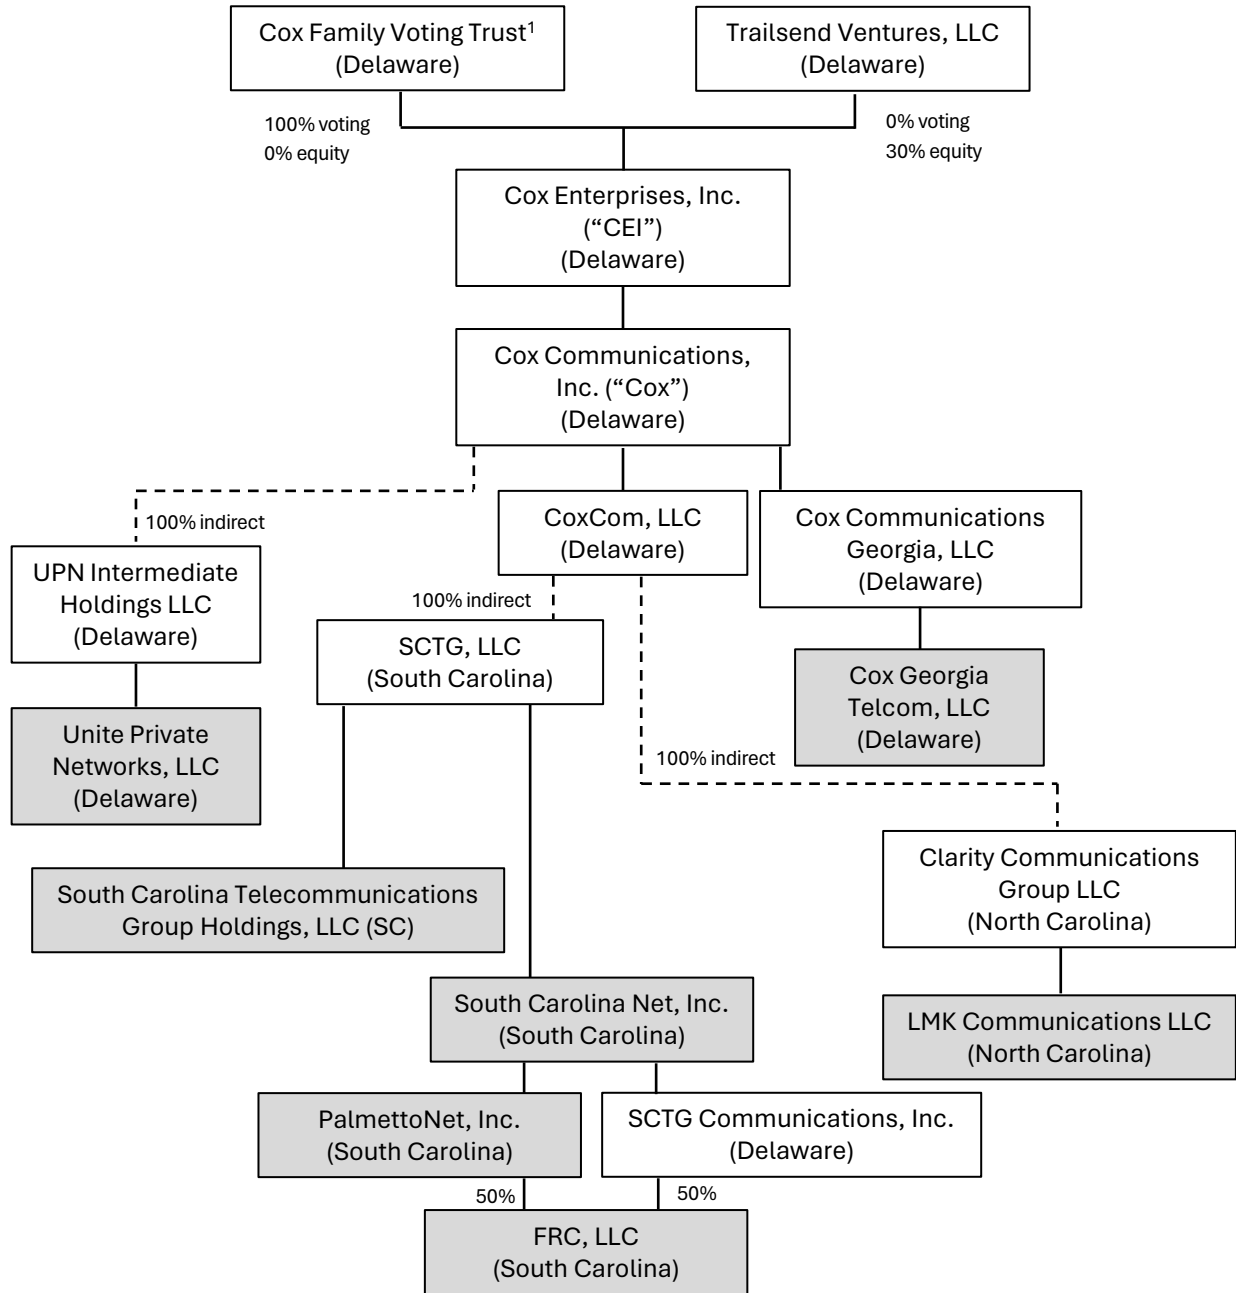 Cox Family Voting Trust¹
(Delaware)
Trailsend Ventures, LLC
(Delaware)
100% voting
0% equity
0% voting
30% equity
Cox Enterprises, Inc.
(“CEI”)
(Delaware)
Cox Communications,
Inc. (“Cox”)
(Delaware)
100% indirect
CoxCom, LLC
(Delaware)
Cox Communications
Georgia, LLC
(Delaware)
UPN Intermediate
Holdings LLC
(Delaware)
100% indirect
SCTG, LLC
(South Carolina)
Cox Georgia
Telcom, LLC
(Delaware)
Unite Private
Networks, LLC
(Delaware)
100% indirect
Clarity Communications
Group LLC
(North Carolina)
South Carolina Telecommunications
Group Holdings, LLC (SC)
South Carolina Net, Inc.
(South Carolina)
LMK Communications LLC
(North Carolina)
PalmettoNet, Inc.
(South Carolina)
SCTG Communications, Inc.
(Delaware)
50%
50%
FRC, LLC
(South Carolina)